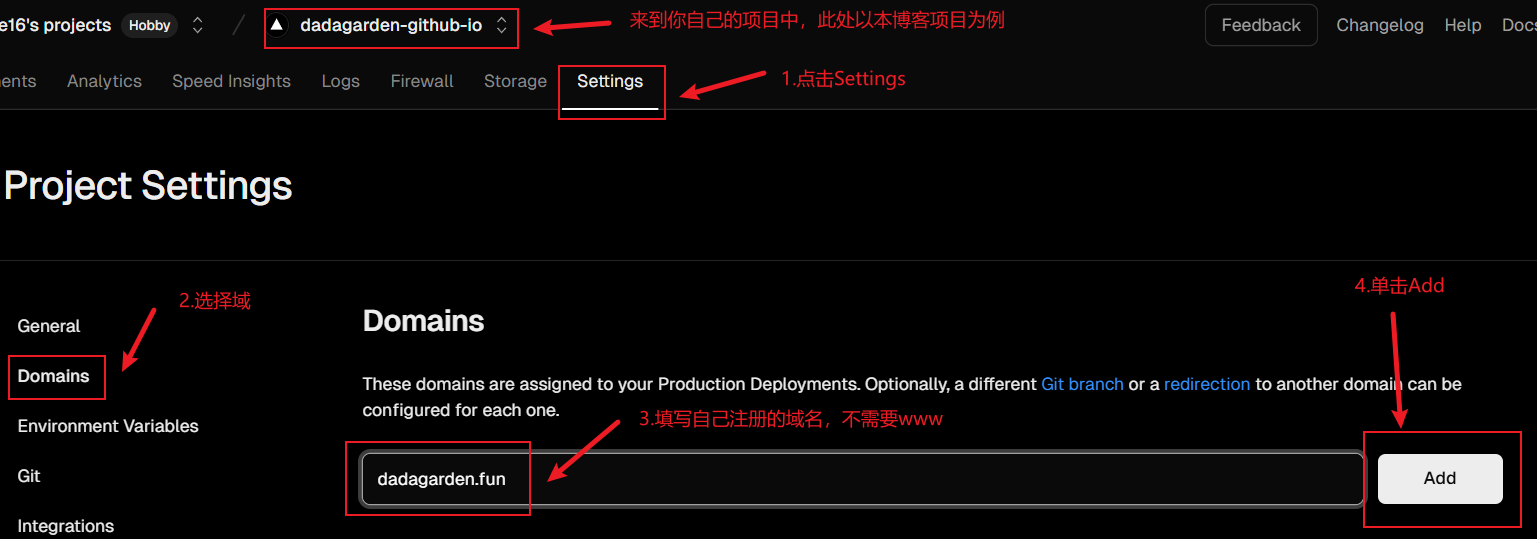 e16's projects Hobby / dadagarden-github-io 来到你自己的项目中，此处以本博客项目为例 Feedback Changelog Help Docs
ents Analytics Speed Insights Logs Firewall Storage Settings 1.点击Settings
Project Settings
2.选择域
4.单击Add
General
Domains
Environment Variables
Git
Integrations
Domains
These domains are assigned to your Production Deployments. Optionally, a different Git branch or a redirection to another domain can be
configured for each one.
3.填写自己注册的域名，不需要www
dadagarden.fun
Add